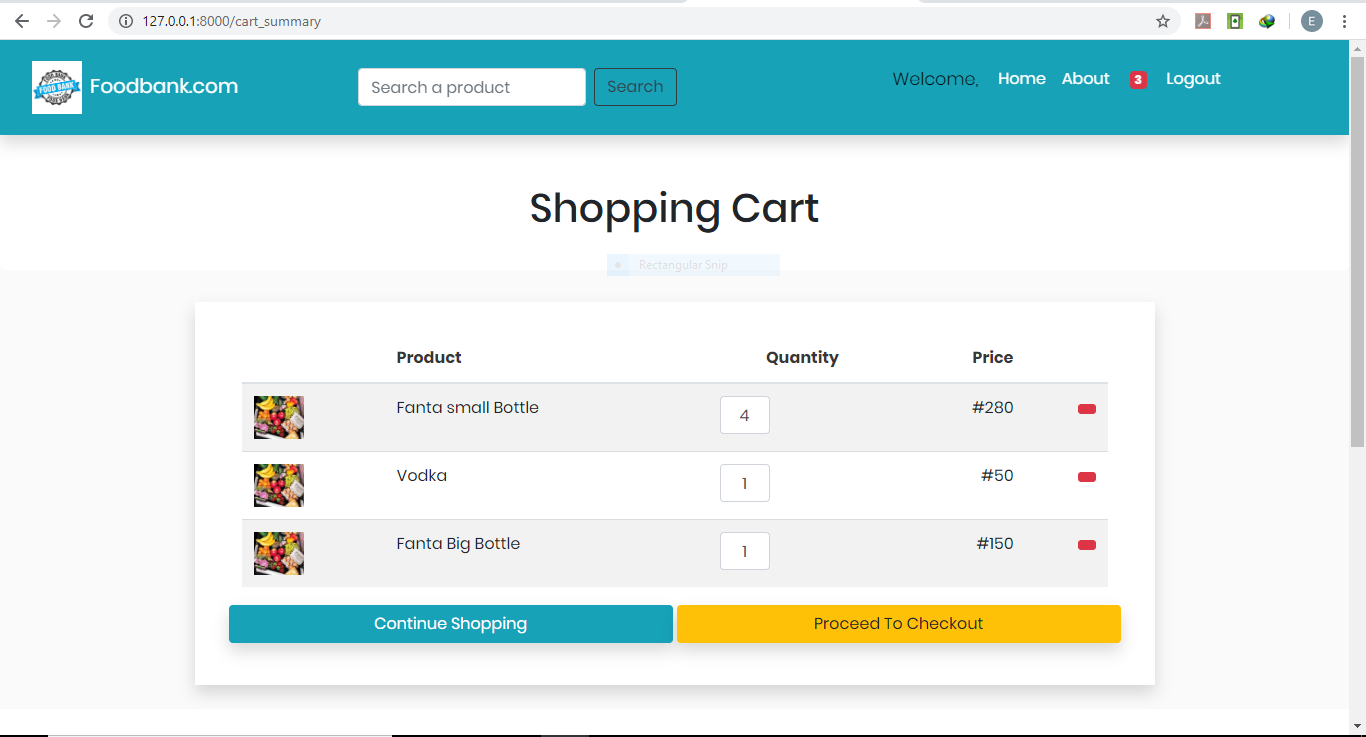 127.0.0.1:8000/cart_summary
E
FOOD BANK
Foodbank.com
Search a product
Search
Welcome,
Home
About
3
Logout
Shopping Cart
Rectangular Snip
Product Quantity Price
Fanta small Bottle 4 #280
Vodka 1 #50
Fanta Big Bottle 1 #150
Continue Shopping
Proceed To Checkout